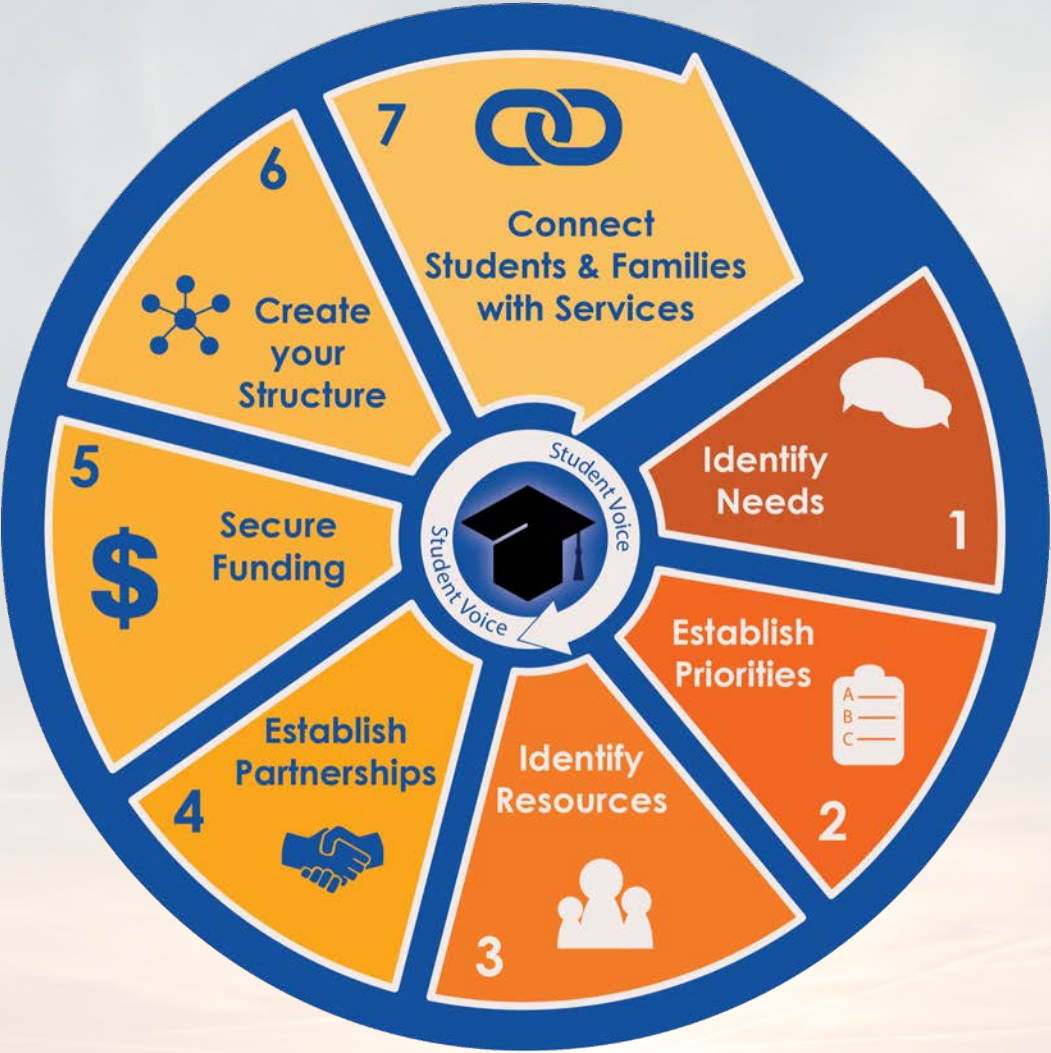 7
Connect
Students & Families
with Services
6
Create
your
Structure
5
$
Secure
Funding
4
Establish
Partnerships
3
Identify
Resources
2
Establish
Priorities
A
B
C
1
Identify
Needs
Student Voice
Student Voice